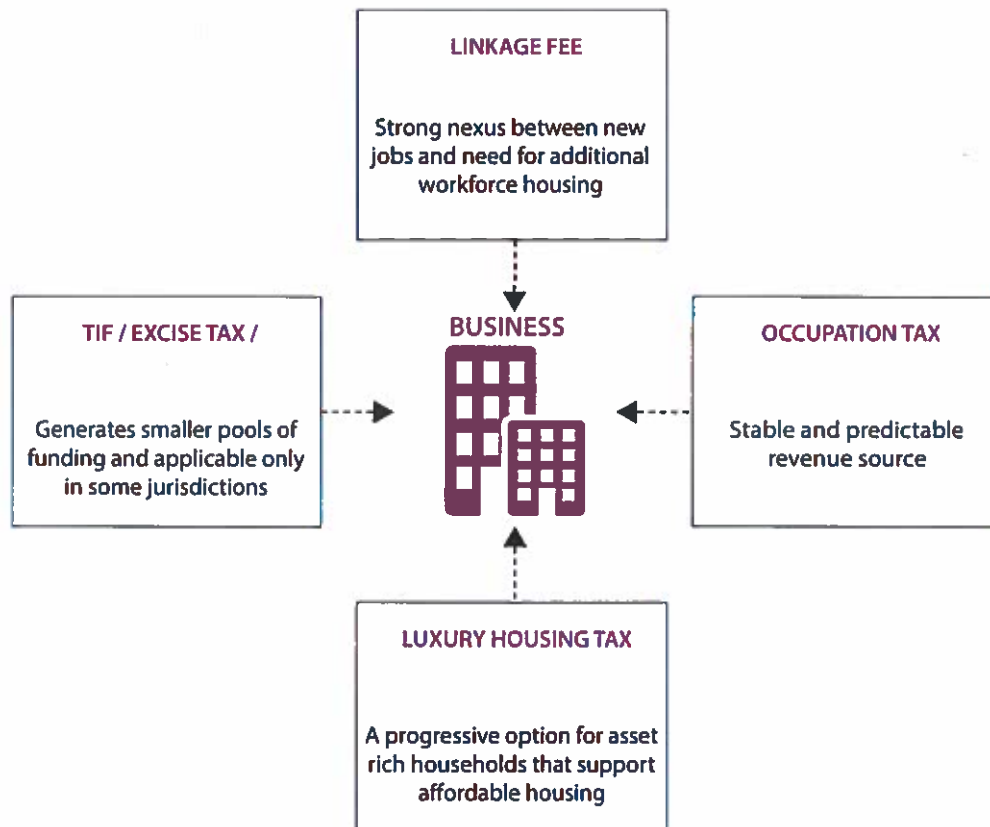 LINKAGE FEE
Strong nexus between new
jobs and need for additional
workforce housing
TIF / EXCISE TAX /
Generates smaller pools of
funding and applicable only
in some jurisdictions
BUSINESS
OCCUPATION TAX
Stable and predictable
revenue source
LUXURY HOUSING TAX
A progressive option for asset
rich households that support
affordable housing